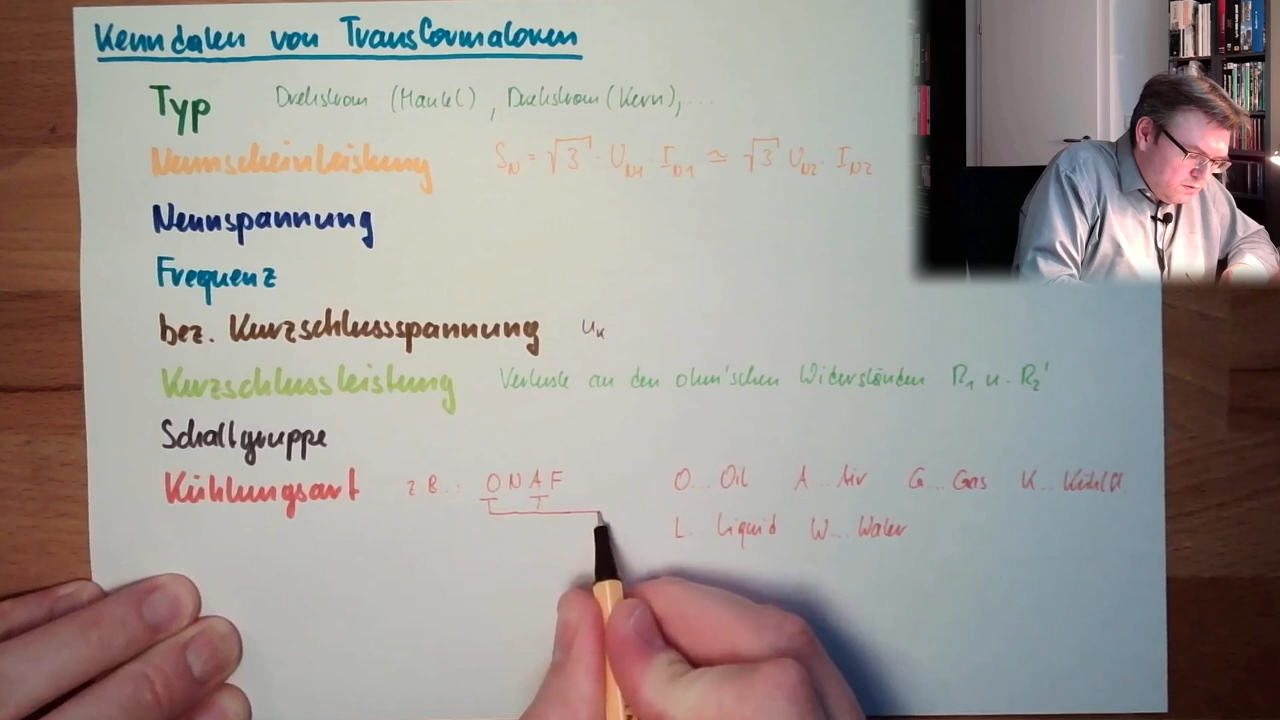 Kenndaten von Transformatoren
Typ Drehstrom (Mantel), Drehstrom (Kern), ...
Nennscheinleistung S_N = √3 · U_N1 I_N1 ≃ √3 U_N2 · I_N2
Nennspannung
Frequenz
bez. Kurzschlussspannung u_K
Kurzschlussleistung Verluste an den ohm'schen Widerständen R_1 u. R_2'
Schaltgruppe
Kühlungsart z B.: ONAF O... Oil A... Air G... Gas K... Kühlfl.
L... Liquid W... Water